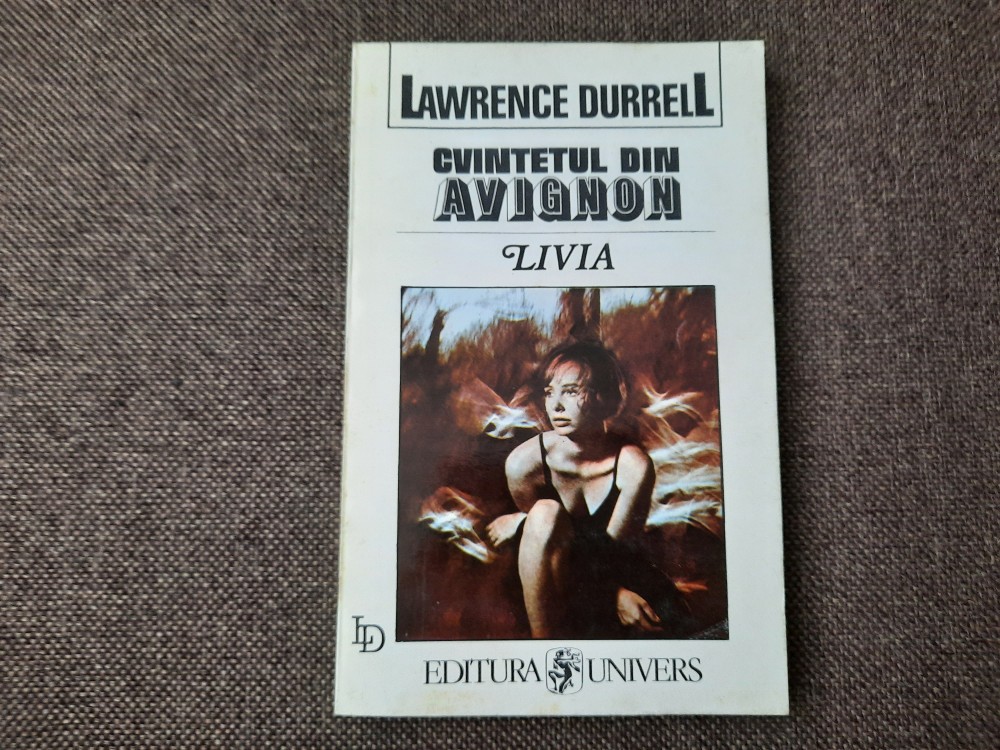 LAWRENCE DURRELL
CVINTETUL DIN
AVIGNON
LIVIA
LD
EDITURA UNIVERS